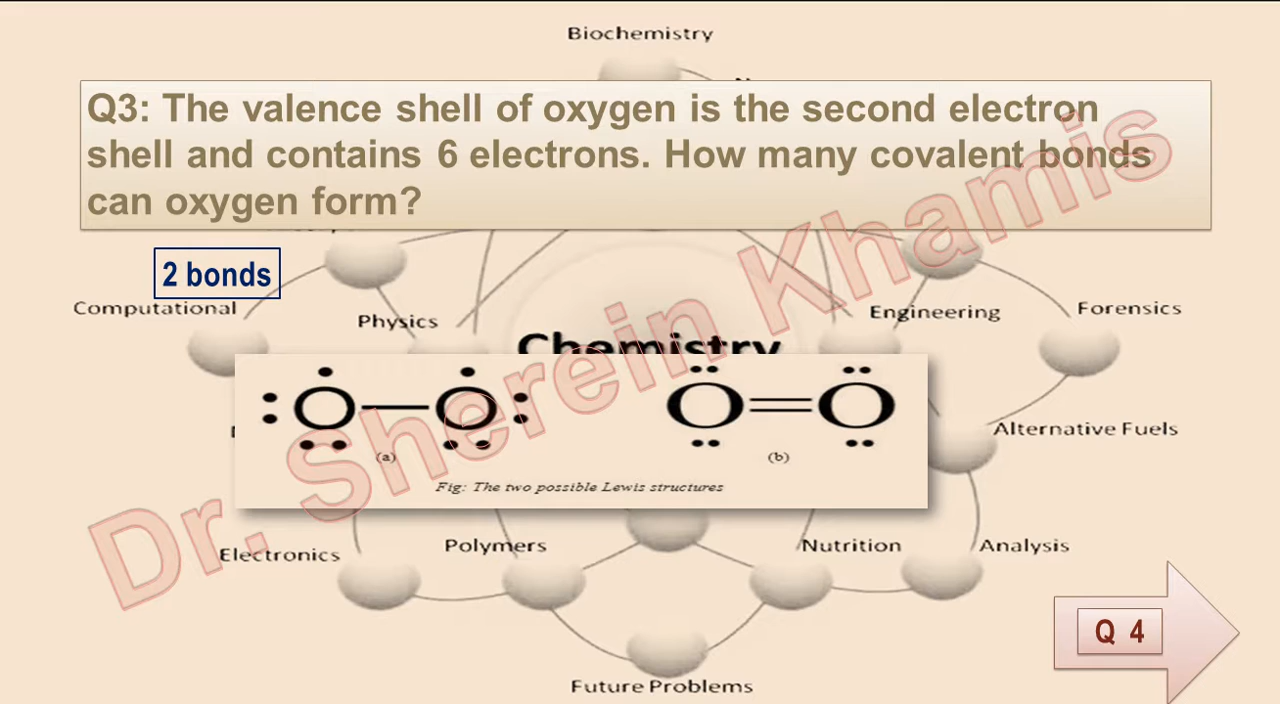 Biochemistry
Q3: The valence shell of oxygen is the second electron
shell and contains 6 electrons. How many covalent bonds
can oxygen form?
2 bonds
Computational
Physics
Engineering
Forensics
Chemistry
Alternative Fuels
O—O
O=O
(a)
(b)
Fig: The two possible Lewis structures
Electronics
Polymers
Nutrition
Analysis
Future Problems
Q 4
Dr. Sherein Khamis